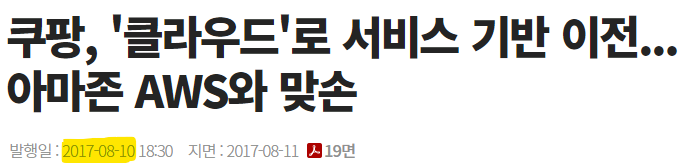 쿠팡, '클라우드'로 서비스 기반 이전...
아마존 AWS와 맞손
발행일 : 2017-08-10 18:30 지면 : 2017-08-11 19면